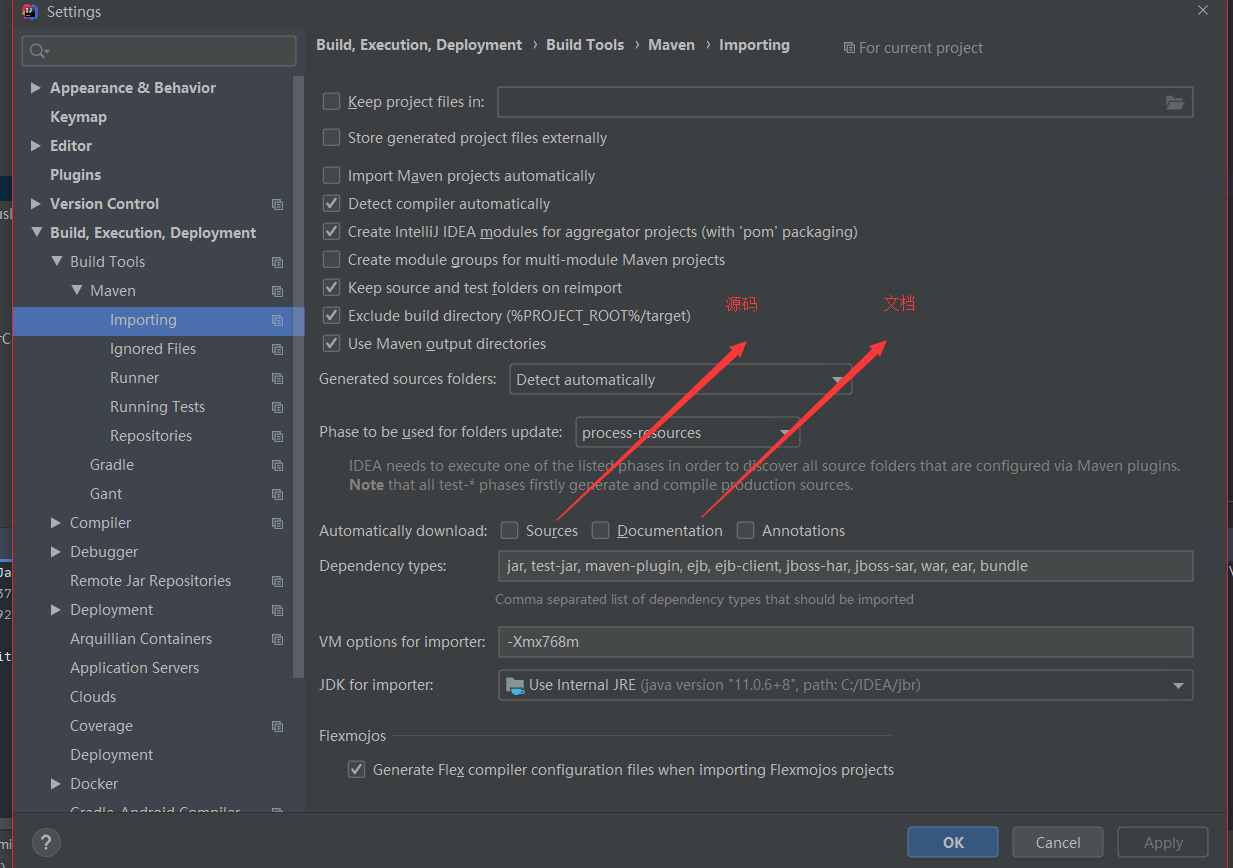 Settings
Build, Execution, Deployment › Build Tools › Maven › Importing
For current project
Appearance & Behavior
Keymap
Editor
Plugins
Version Control
Build, Execution, Deployment
Build Tools
Maven
Importing
Ignored Files
Runner
Running Tests
Repositories
Gradle
Gant
Compiler
Debugger
Remote Jar Repositories
Deployment
Arquillian Containers
Application Servers
Clouds
Coverage
Deployment
Docker
Gradle-Android Compiler
Keep project files in:
Store generated project files externally
Import Maven projects automatically
Detect compiler automatically
Create IntelliJ IDEA modules for aggregator projects (with 'pom' packaging)
Create module groups for multi-module Maven projects
Keep source and test folders on reimport
源码
文档
Exclude build directory (%PROJECT_ROOT%/target)
Use Maven output directories
Generated sources folders: Detect automatically
Phase to be used for folders update: process-resources
IDEA needs to execute one of the listed phases in order to discover all source folders that are configured via Maven plugins.
Note that all test-* phases firstly generate and compile production sources.
Automatically download: Sources Documentation Annotations
Dependency types: jar, test-jar, maven-plugin, ejb, ejb-client, jboss-har, jboss-sar, war, ear, bundle
Comma separated list of dependency types that should be imported
VM options for importer: -Xmx768m
JDK for importer: Use Internal JRE (java version "11.0.6+8", path: C:/IDEA/jbr)
Flexmojos
Generate Flex compiler configuration files when importing Flexmojos projects
?
OK Cancel Apply